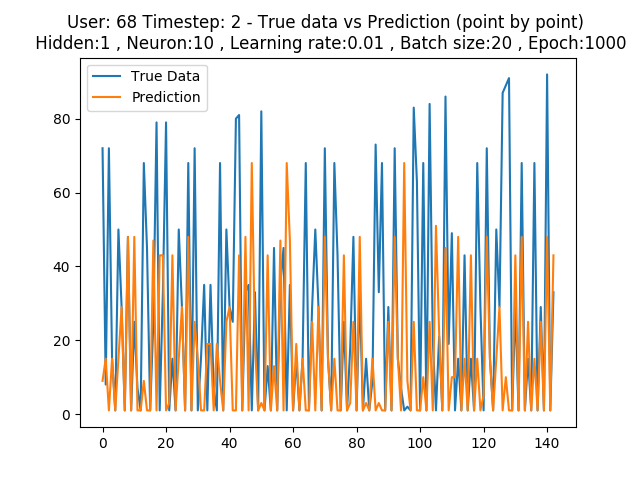 User: 68 Timestep: 2 - True data vs Prediction (point by point)
Hidden:1 , Neuron:10 , Learning rate:0.01 , Batch size:20 , Epoch:1000
True Data
Prediction
80
60
40
20
0
0 20 40 60 80 100 120 140